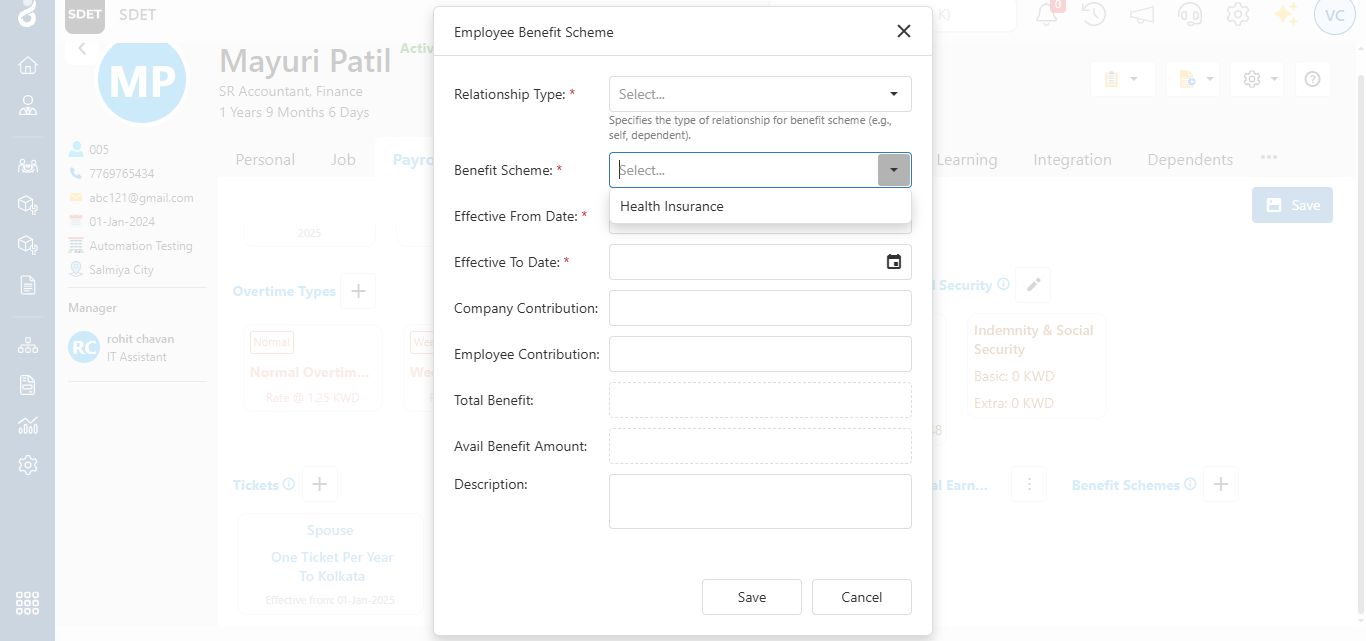 SDET
SDET
K)
0
VC
Employee Benefit Scheme
MP
Mayuri Patil
Activ
SR Accountant, Finance
1 Years 9 Months 6 Days
005
7769765434
abc121@gmail.com
01-Jan-2024
Automation Testing
Salmiya City
Manager
RC
rohit chavan
IT Assistant
Personal
Job
Payro
Learning
Integration
Dependents
Save
2025
Overtime Types
Normal
Normal Overtim...
Rate @ 1.25 KWD
Wee
Wee
Tickets
Spouse
One Ticket Per Year
To Kolkata
Effective from: 01-Jan-2025
Relationship Type: *
Select...
Specifies the type of relationship for benefit scheme (e.g.,
self, dependent).
Benefit Scheme: *
Select...
Health Insurance
Effective From Date: *
Effective To Date: *
Company Contribution:
Employee Contribution:
Total Benefit:
Avail Benefit Amount:
Description:
Save
Cancel
l Security
Indemnity & Social
Security
Basic: 0 KWD
Extra: 0 KWD
48
al Earn...
Benefit Schemes